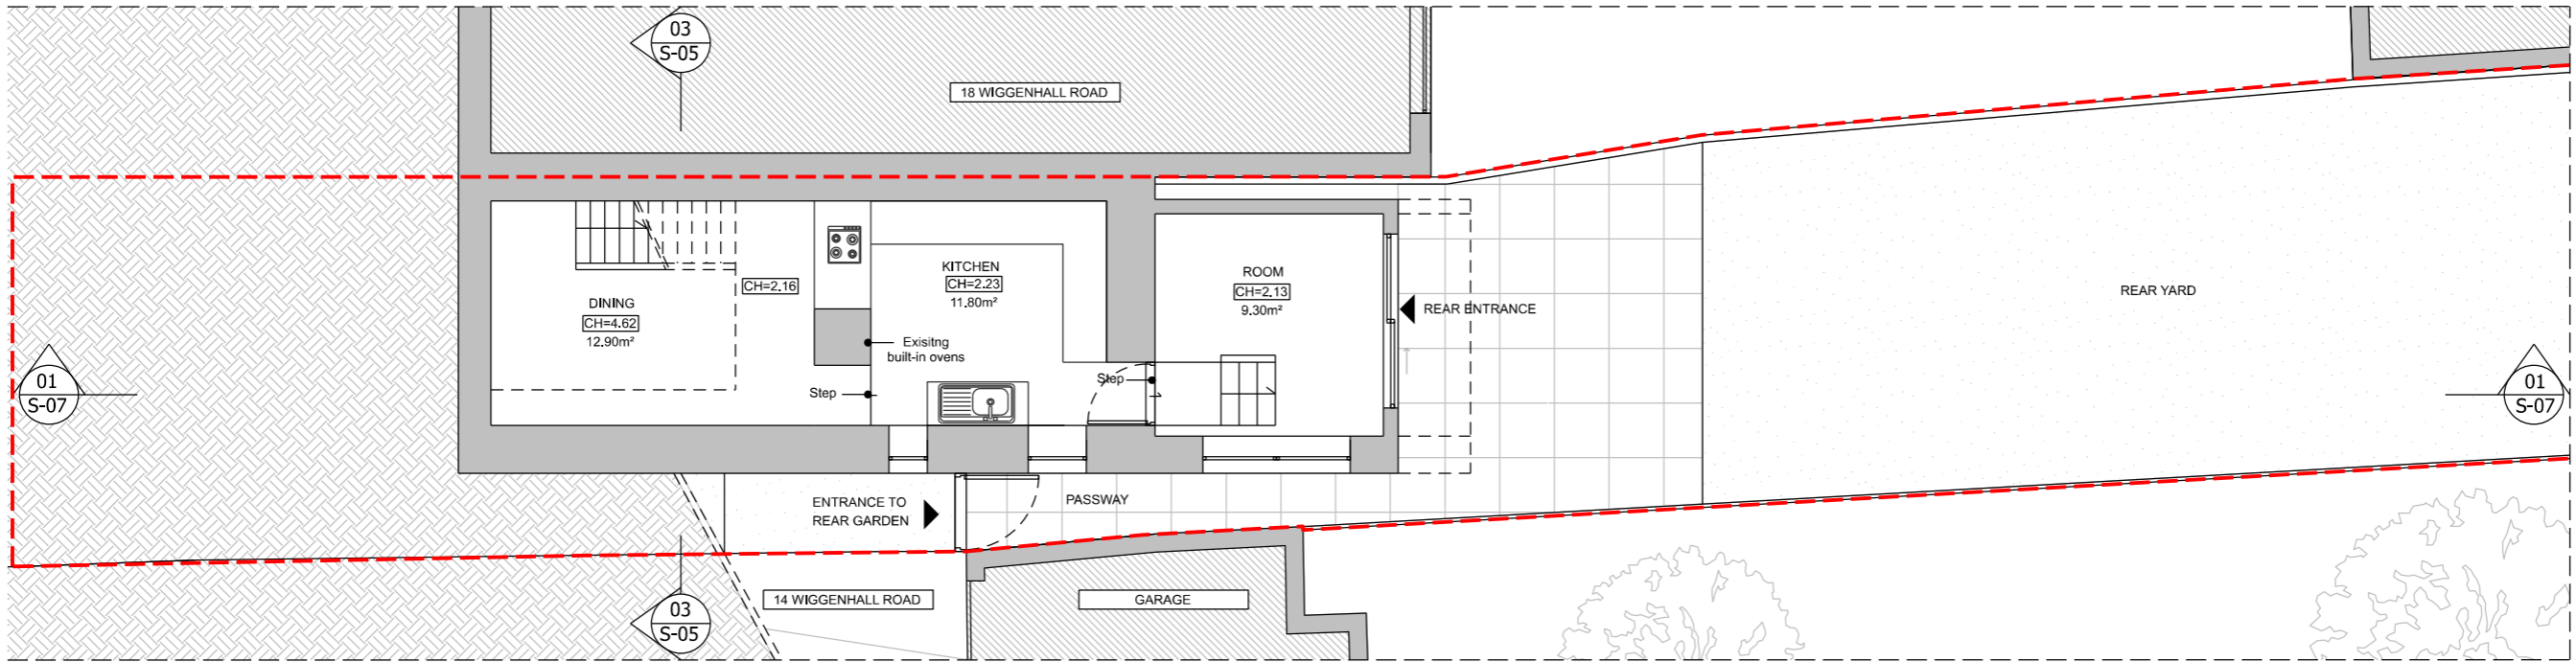 03
S-05
18 WIGGENHALL ROAD
KITCHEN
CH=2.23
11.80m²
ROOM
CH=2.13
9.30m²
CH=2.16
DINING
CH=4.62
12.90m²
REAR YARD
REAR ENTRANCE
Exisitng
built-in ovens
Step
Step
01
S-07
01
S-07
ENTRANCE TO
REAR GARDEN
PASSWAY
14 WIGGENHALL ROAD
GARAGE
03
S-05